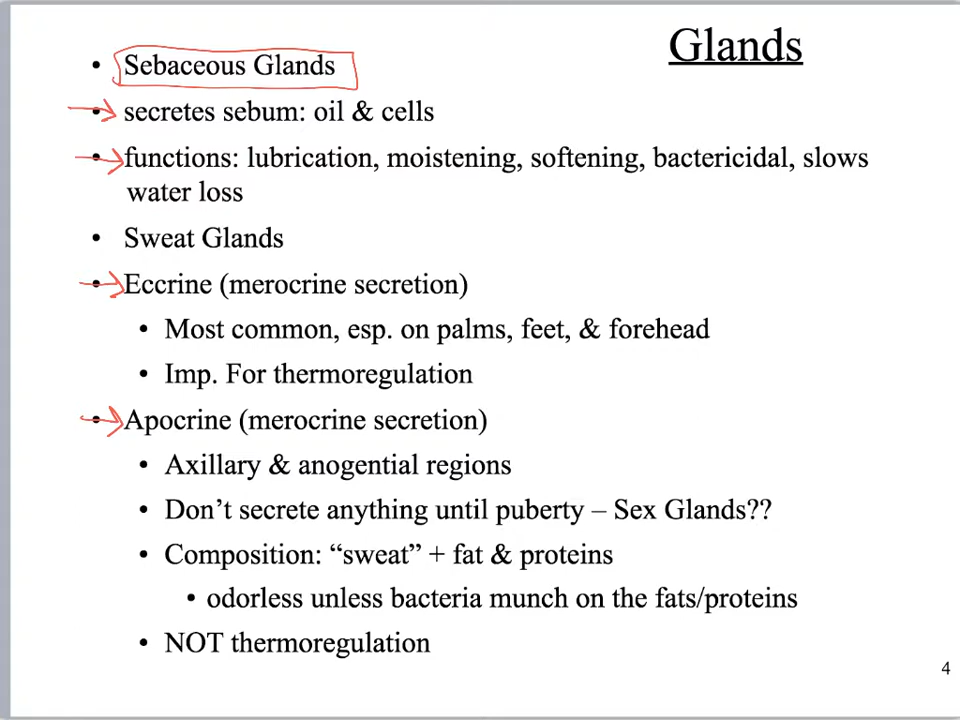 Glands
• Sebaceous Glands
• secretes sebum: oil & cells
• functions: lubrication, moistening, softening, bactericidal, slows
water loss
• Sweat Glands
• Eccrine (merocrine secretion)
• Most common, esp. on palms, feet, & forehead
• Imp. For thermoregulation
• Apocrine (merocrine secretion)
• Axillary & anogential regions
• Don’t secrete anything until puberty – Sex Glands??
• Composition: “sweat” + fat & proteins
• odorless unless bacteria munch on the fats/proteins
• NOT thermoregulation
4